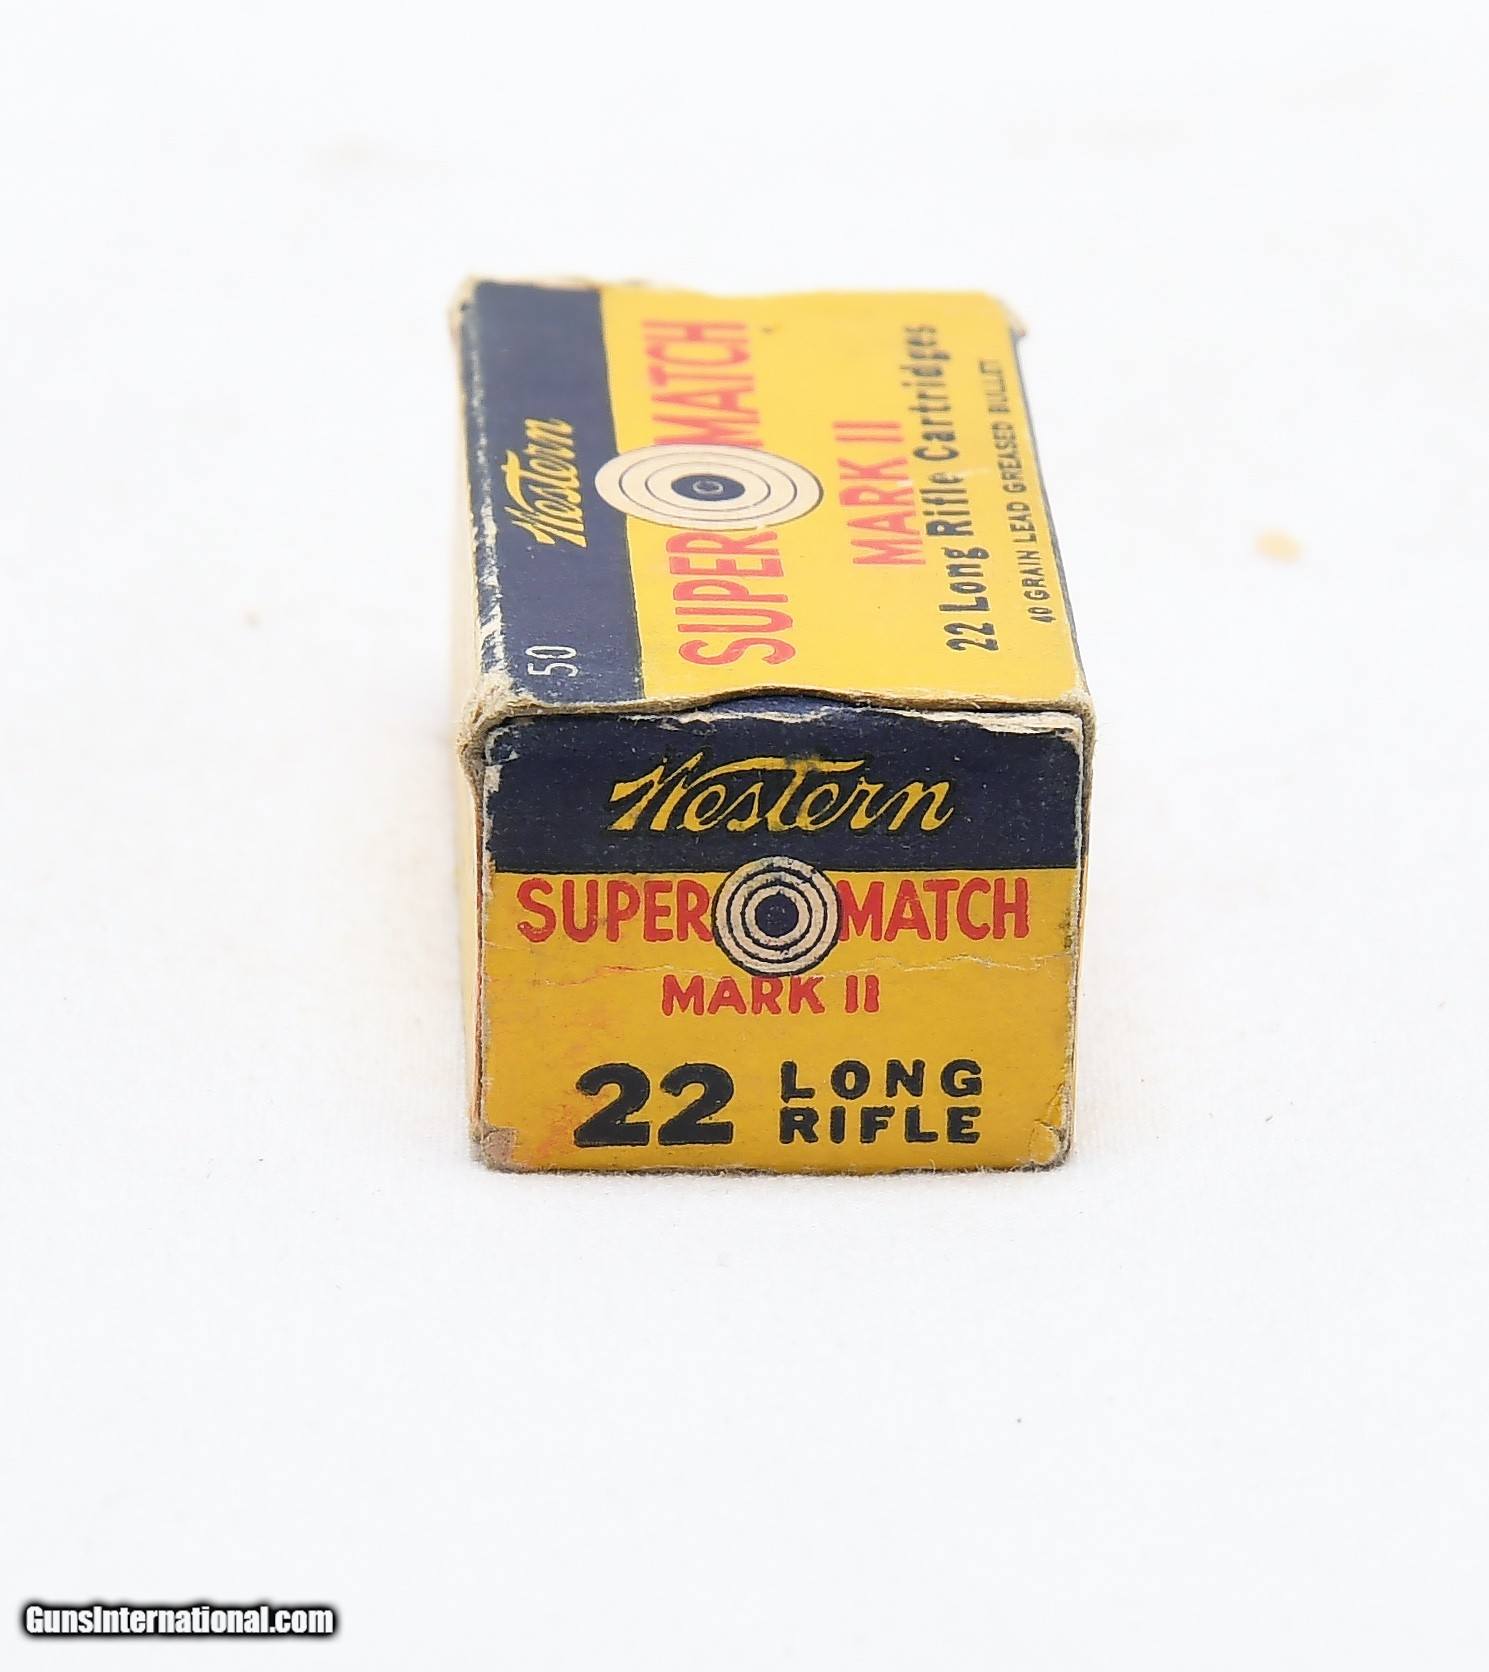 Western
50
SUPER MATCH
MARK II
22 Long Rifle Cartridges
40 GRAIN LEAD GREASED BULLET
Western
SUPER MATCH
MARK II
22 LONG
RIFLE
GunsInternational.com